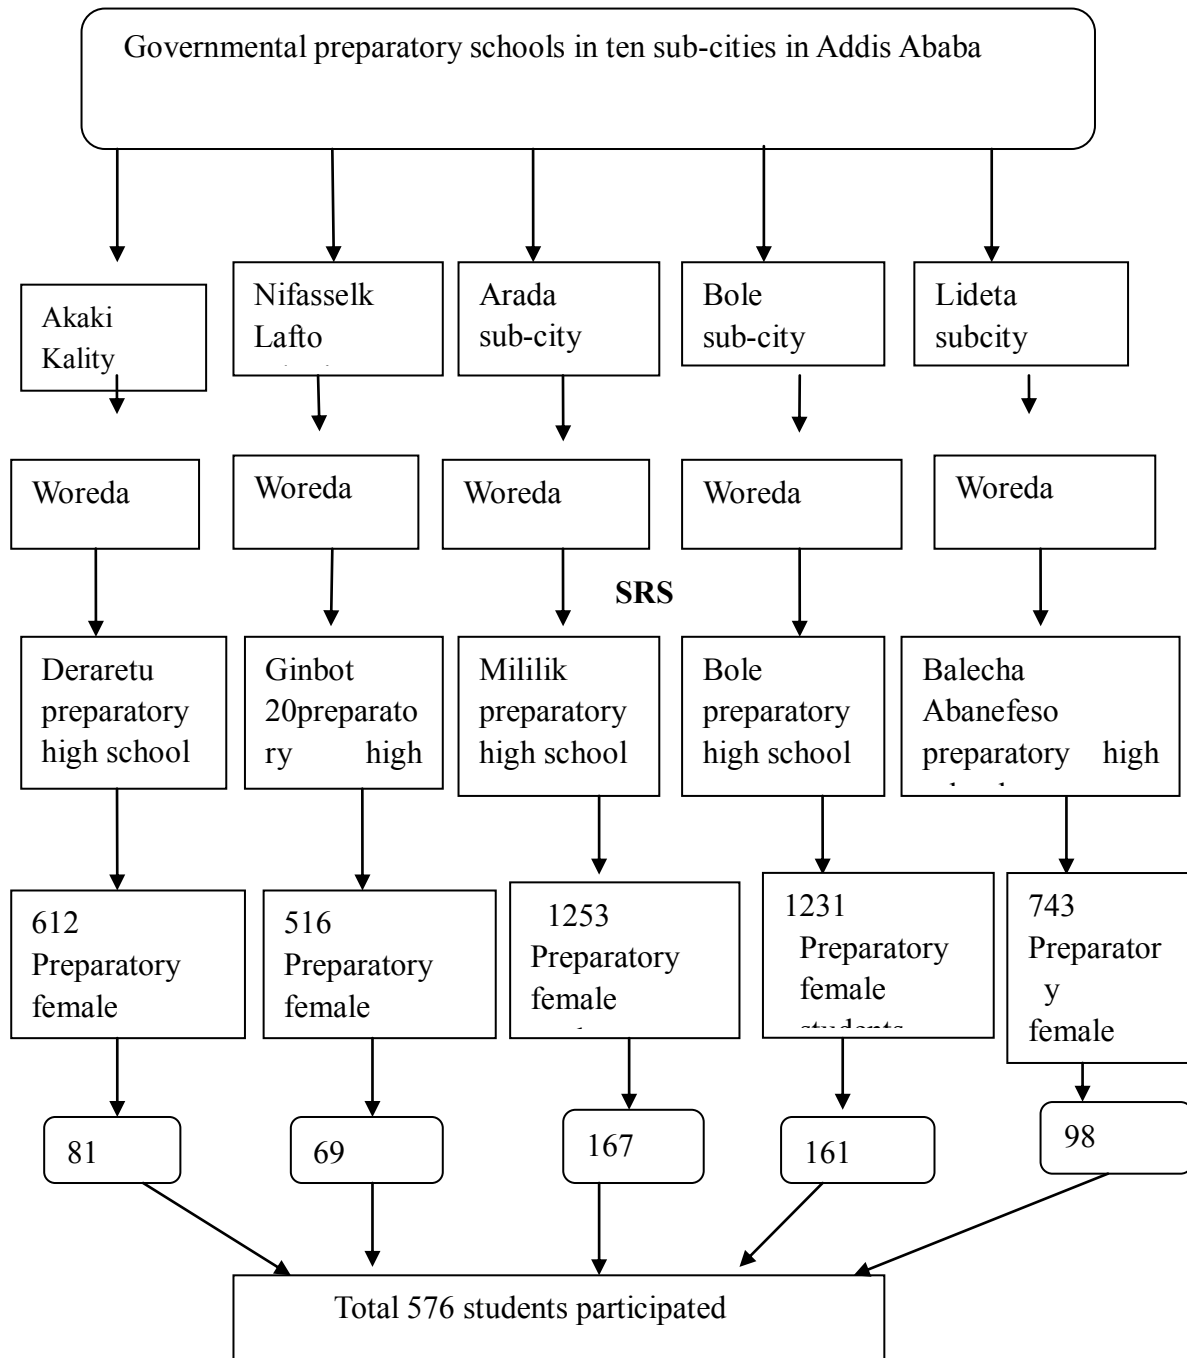 Governmental preparatory schools in ten sub-cities in Addis Ababa
Akaki
Kality
Nifasselk
Lafto
Arada
sub-city
Bole
sub-city
Lideta
subcity
Woreda
Woreda
Woreda
Woreda
Woreda
SRS
Deraretu
preparatory
high school
Ginbot
20preparato
ry high
Mililik
preparatory
high school
Bole
preparatory
high school
Balecha
Abanefeso
preparatory high
612
Preparatory
female
516
Preparatory
female
1253
Preparatory
female
1231
Preparatory
female
students
743
Preparator
y
female
81
69
167
161
98
Total 576 students participated